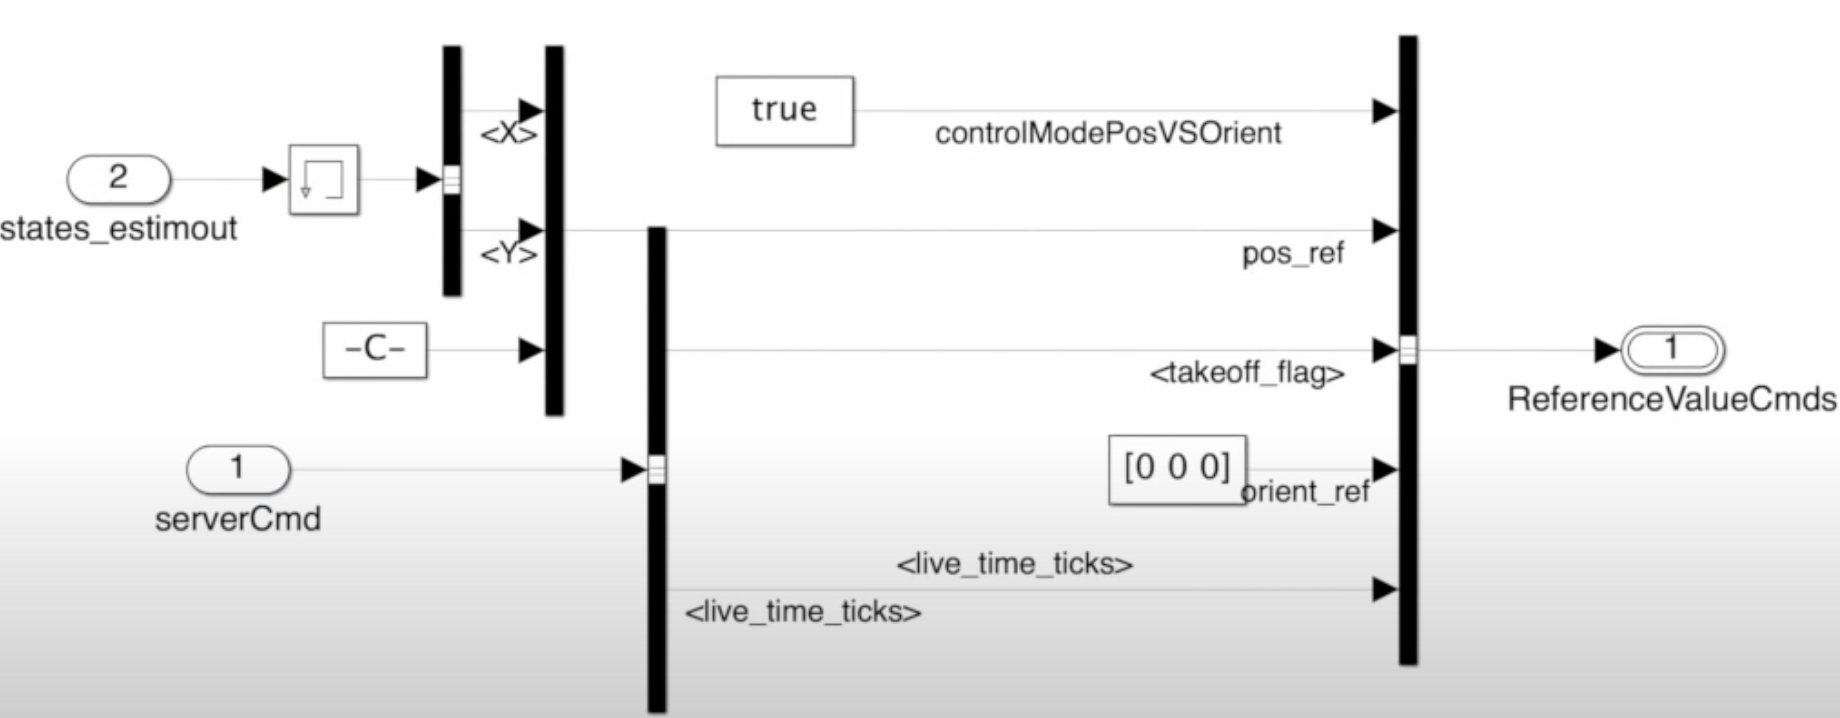 true
<X>
controlModePosVSOrient
2
states_estimout
<Y>
pos_ref
-C-
<takeoff_flag>
1
ReferenceValueCmds
1
serverCmd
[0 0 0]
orient_ref
<live_time_ticks>
<live_time_ticks>